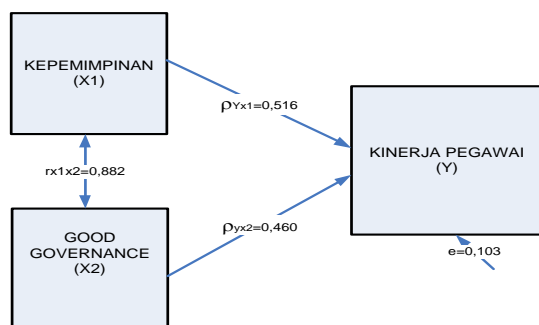 KEPEMIMPINAN
(X1)
ρYx1=0,516
KINERJA PEGAWAI
(Y)
rx1x2=0,882
ρyx2=0,460
GOOD
GOVERNANCE
(X2)
e=0,103